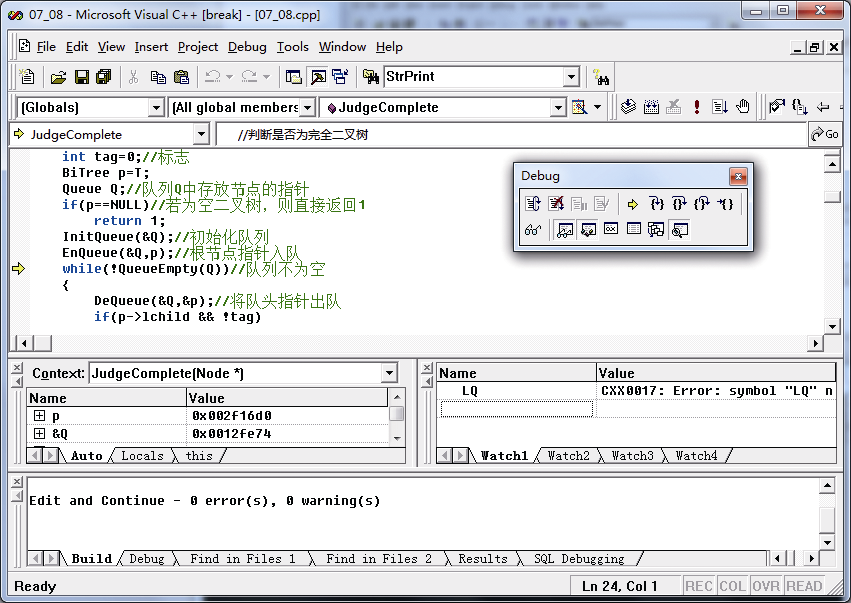 07_08 - Microsoft Visual C++ [break] - [07_08.cpp]
File Edit View Insert Project Debug Tools Window Help
StrPrint
(Globals) (All global members JudgeComplete
JudgeComplete //判断是否为完全二叉树 Go
int tag=0;//标志
BiTree p=T;
Queue Q;//队列Q中存放节点的指针
if(p==NULL)//若为空二叉树，则直接返回1
return 1;
InitQueue(&Q);//初始化队列
EnQueue(&Q,p);//根节点指针入队
while(!QueueEmpty(Q))//队列不为空
{
DeQueue(&Q,&p);//将队头指针出队
if(p->lchild && !tag)
Debug
Context: JudgeComplete(Node *)
Name Value
p 0x002f16d0
&Q 0x0012fe74
Auto Locals this
Name Value
LQ CXX0017: Error: symbol "LQ" n
Watch1 Watch2 Watch3 Watch4
Edit and Continue - 0 error(s), 0 warning(s)
Build Debug Find in Files 1 Find in Files 2 Results SQL Debugging
Ready Ln 24, Col 1 REC COL OVR READ